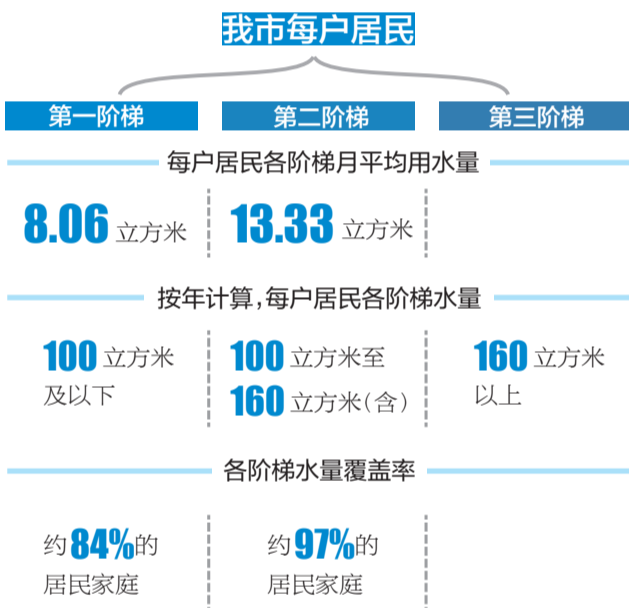 我市每户居民
第一阶梯 第二阶梯 第三阶梯
每户居民各阶梯月平均用水量
8.06 立方米 13.33 立方米
按年计算,每户居民各阶梯水量
100 立方米 100 立方米至 160 立方米
及以下 160 立方米(含) 以上
各阶梯水量覆盖率
约84%的 约97%的
居民家庭 居民家庭